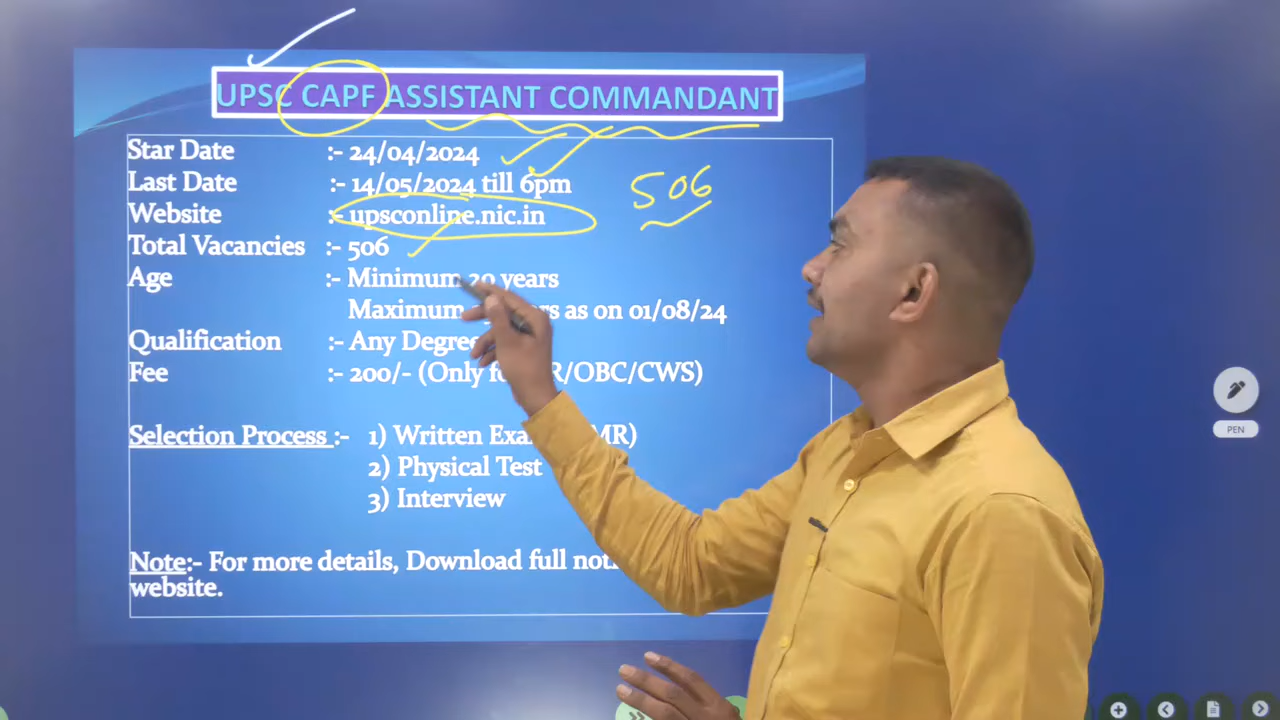 UPSC CAPF ASSISTANT COMMANDANT
Star Date :- 24/04/2024
Last Date :- 14/05/2024 till 6pm
506
Website :- upsconline.nic.in
Total Vacancies :- 506
Age :- Minimum 20 years
Maximum as on 01/08/24
Qualification :- Any Degree
Fee :- 200/- (Only /OBC/CWS)
Selection Process :- 1) Written
2) Physical Test
3) Interview
Note:- For more details, Download full
website.
PEN